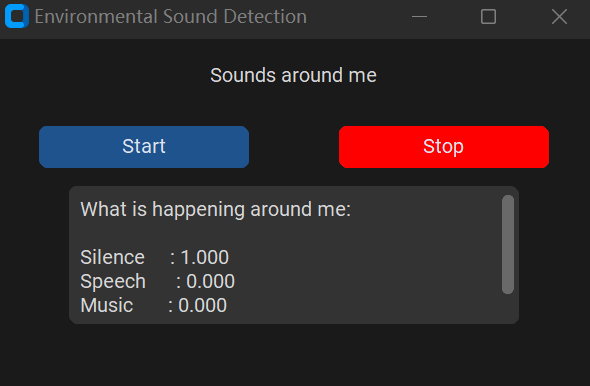 Environmental Sound Detection
Sounds around me
Start
Stop
What is happening around me:
Silence : 1.000
Speech : 0.000
Music : 0.000